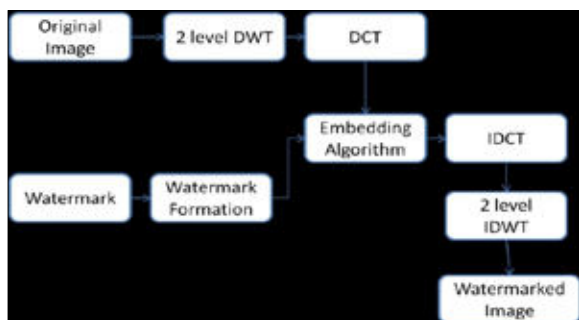 Original
Image
2 level DWT
DCT
Embedding
Algorithm
IDCT
Watermark
Watermark
Formation
2 level
IDWT
Watermarked
Image